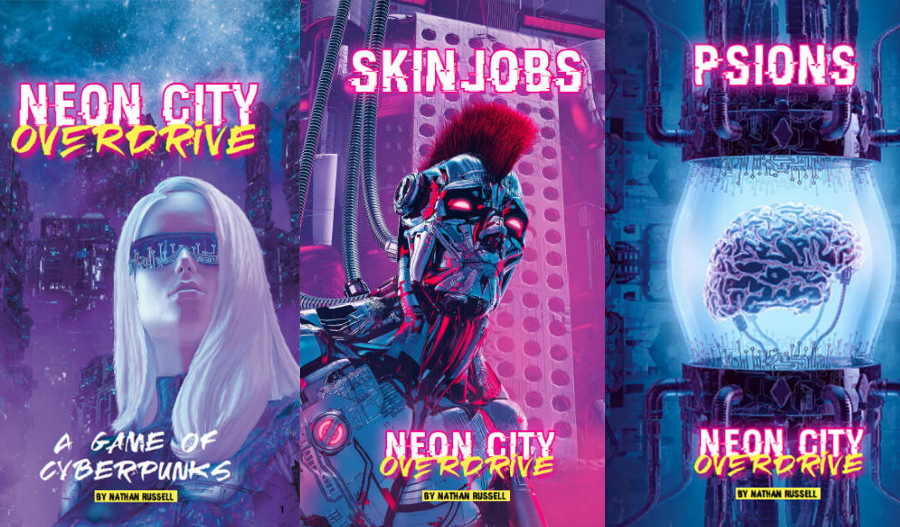 NEON CITY
OVERDRIVE
A GAME OF
CYBERPUNKS
BY NATHAN RUSSELL
1
SKINJOBS
NEON CITY
OVERDRIVE
BY NATHAN RUSSELL
PSIONS
NEON CITY
OVERDRIVE
BY NATHAN RUSSELL